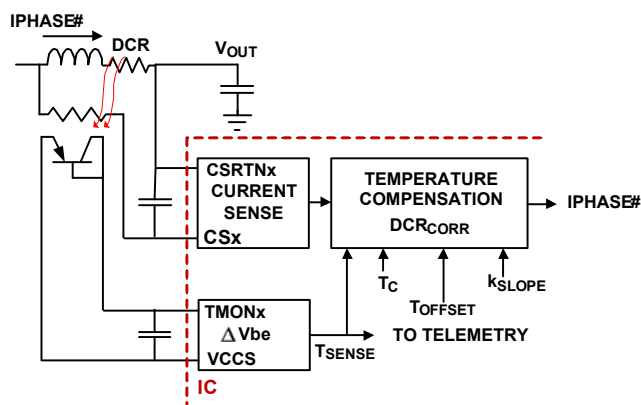 IPHASE#
DCR
VOUT
CSRTNx
CURRENT
SENSE
CSx
TEMPERATURE
COMPENSATION
DCRCORR
IPHASE#
TC
TOFFSET
kSLOPE
TMONx
ΔVbe
VCCS
TSENSE
TO TELEMETRY
IC